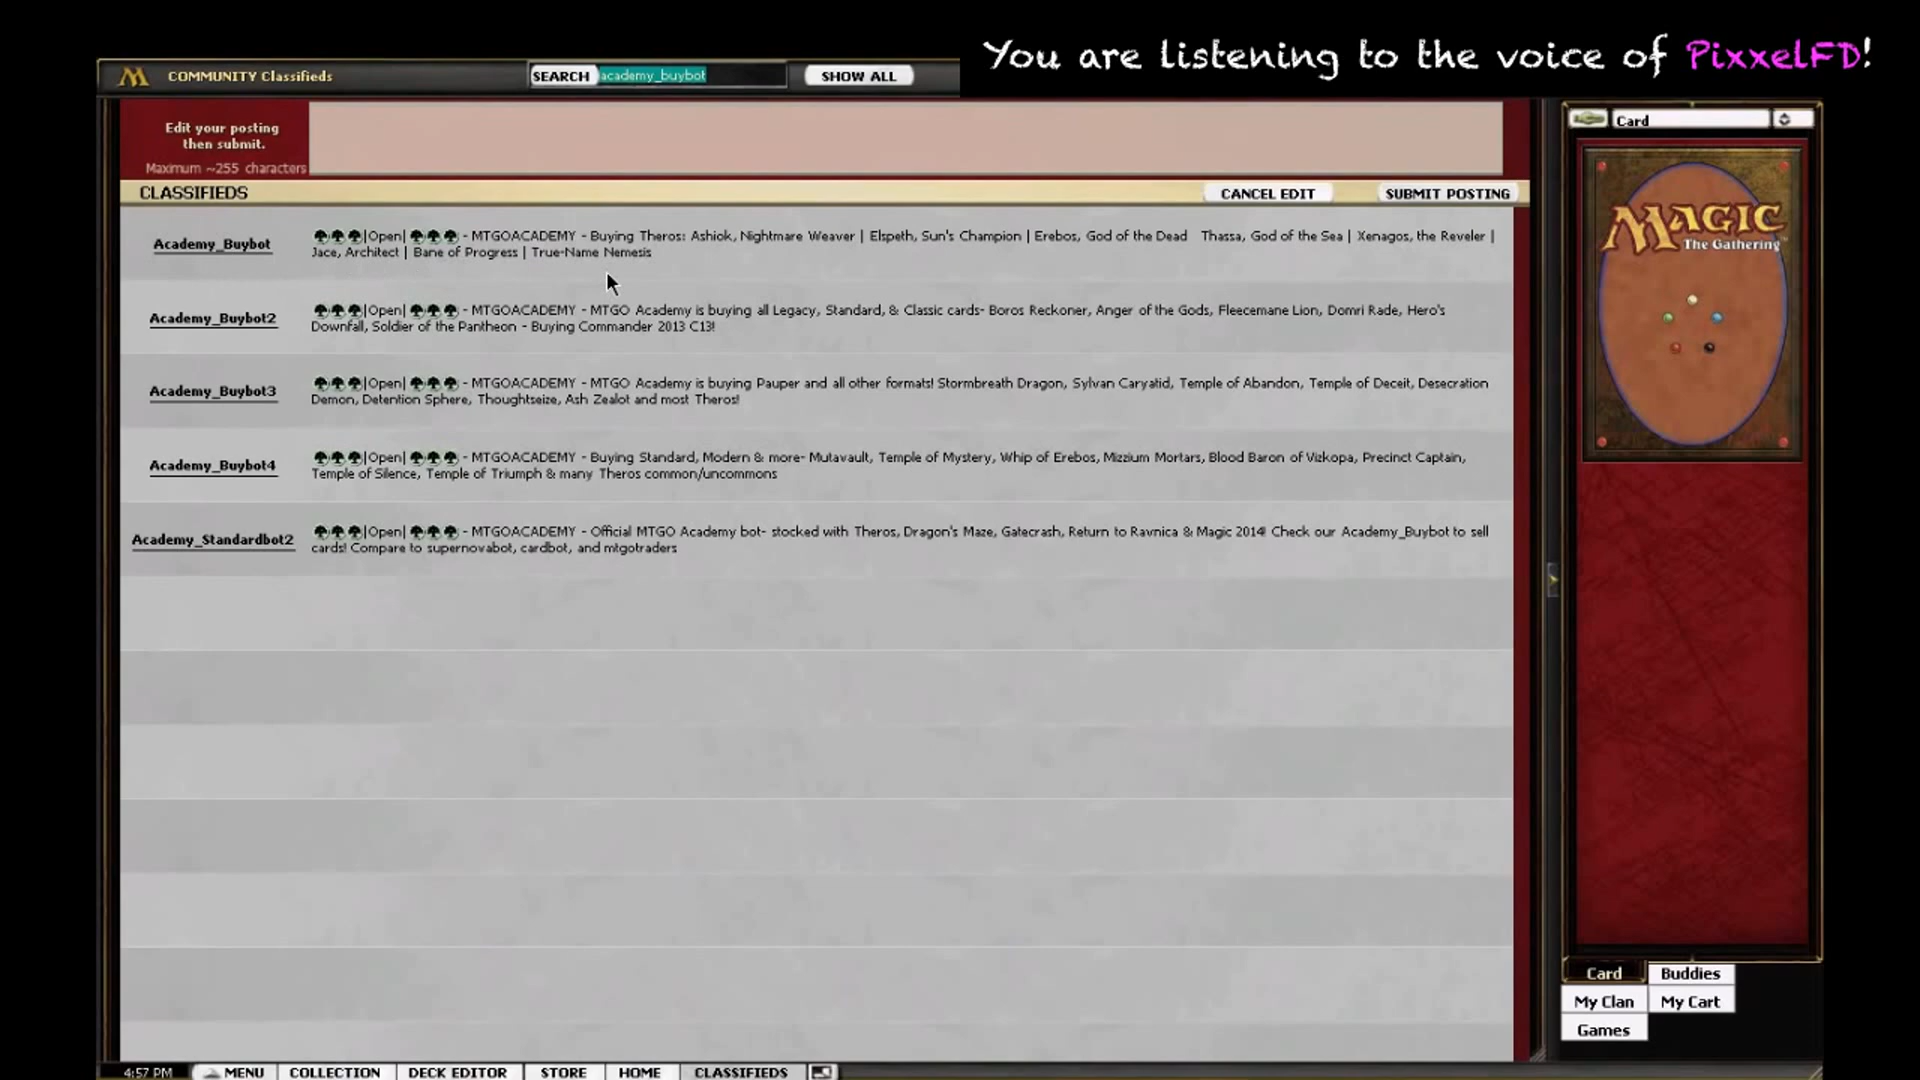 You are listening to the voice of PixxelFD!
COMMUNITY Classifieds
SEARCH academy_buybot
SHOW ALL
Edit your posting
then submit.
Maximum ~255 characters
CLASSIFIEDS
CANCEL EDIT
SUBMIT POSTING
Academy_Buybot
|Open| - MTGOACADEMY - Buying Theros: Ashiok, Nightmare Weaver | Elspeth, Sun's Champion | Erebos, God of the Dead Thassa, God of the Sea | Xenagos, the Reveler |
Jace, Architect | Bane of Progress | True-Name Nemesis
Academy_Buybot2
|Open| - MTGOACADEMY - MTGO Academy is buying all Legacy, Standard, & Classic cards- Boros Reckoner, Anger of the Gods, Fleecemane Lion, Domri Rade, Hero's
Downfall, Soldier of the Pantheon - Buying Commander 2013 C13!
Academy_Buybot3
|Open| - MTGOACADEMY - MTGO Academy is buying Pauper and all other formats! Stormbreath Dragon, Sylvan Caryatid, Temple of Abandon, Temple of Deceit, Desecration
Demon, Detention Sphere, Thoughtseize, Ash Zealot and most Theros!
Academy_Buybot4
|Open| - MTGOACADEMY - Buying Standard, Modern & more- Mutavault, Temple of Mystery, Whip of Erebos, Mizzium Mortars, Blood Baron of Vizkopa, Precinct Captain,
Temple of Silence, Temple of Triumph & many Theros common/uncommons
Academy_Standardbot2
|Open| - MTGOACADEMY - Official MTGO Academy bot- stocked with Theros, Dragon's Maze, Gatecrash, Return to Ravnica & Magic 2014! Check our Academy_Buybot to sell
cards! Compare to supernovabot, cardbot, and mtgotraders
Card
MAGIC
The Gathering
Card
Buddies
My Clan
My Cart
Games
4:57 PM
MENU
COLLECTION
DECK EDITOR
STORE
HOME
CLASSIFIEDS